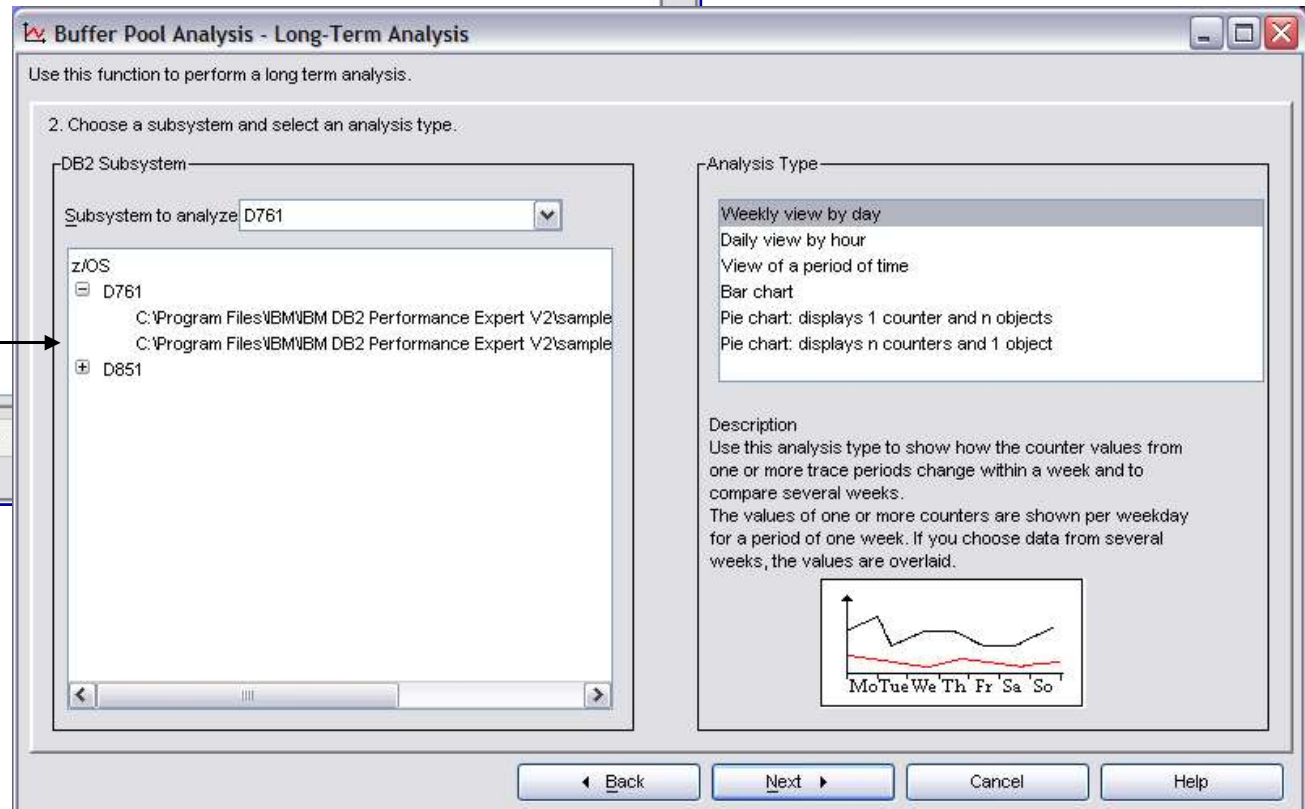 Buffer Pool Analysis - Long-Term Analysis
Use this function to perform a long term analysis.
2. Choose a subsystem and select an analysis type.
DB2 Subsystem
Subsystem to analyze D761
z/OS
D761
C:\Program Files\IBM\IBM DB2 Performance Expert V2\sample
C:\Program Files\IBM\IBM DB2 Performance Expert V2\sample
D851
Analysis Type
Weekly view by day
Daily view by hour
View of a period of time
Bar chart
Pie chart: displays 1 counter and n objects
Pie chart: displays n counters and 1 object
Description
Use this analysis type to show how the counter values from
one or more trace periods change within a week and to
compare several weeks.
The values of one or more counters are shown per weekday
for a period of one week. If you choose data from several
weeks, the values are overlaid.
Mo Tue We Th Fr Sa So
Back
Next
Cancel
Help